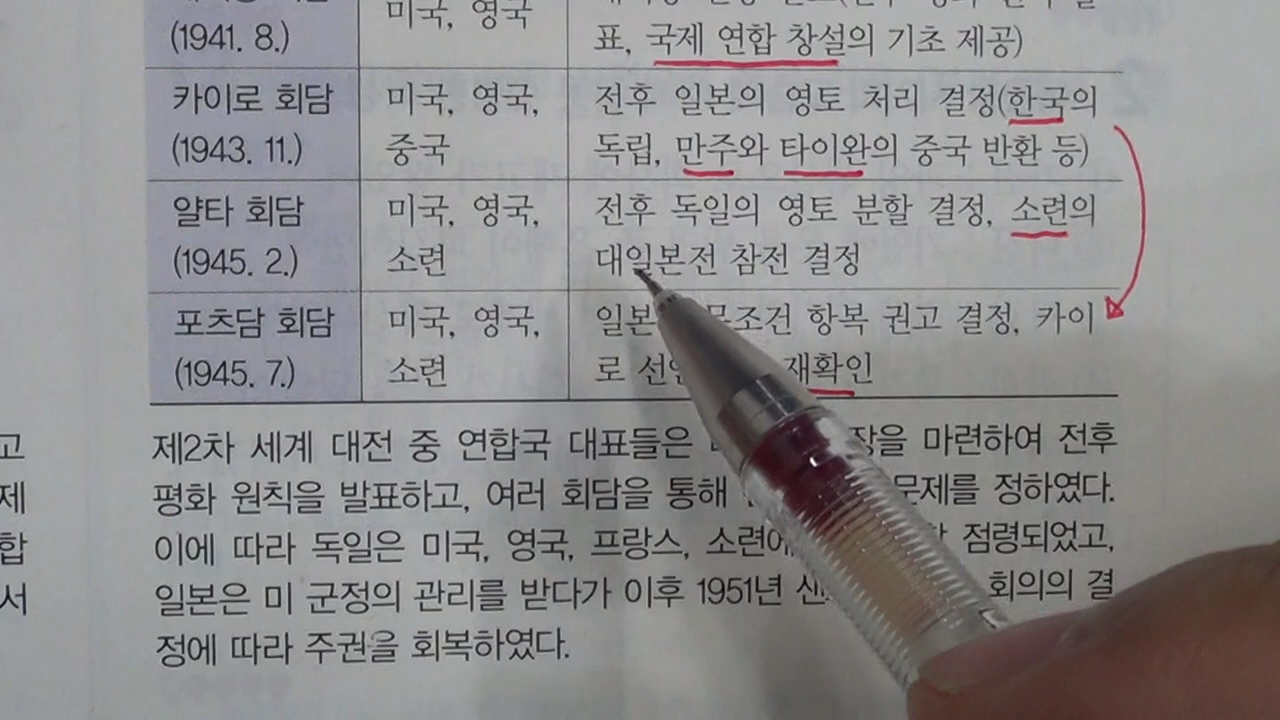 미국, 영국
(1941. 8.)
표, 국제 연합 창설의 기초 제공)
카이로 회담
(1943. 11.)
미국, 영국,
중국
전후 일본의 영토 처리 결정(한국의
독립, 만주와 타이완의 중국 반환 등)
얄타 회담
(1945. 2.)
미국, 영국,
소련
전후 독일의 영토 분할 결정, 소련의
대일본전 참전 결정
포츠담 회담
(1945. 7.)
미국, 영국,
소련
일본 무조건 항복 권고 결정, 카이
로 재확인
제2차 세계 대전 중 연합국 대표들은 마련하여 전후
평화 원칙을 발표하고, 여러 회담을 통해 문제를 정하였다.
이에 따라 독일은 미국, 영국, 프랑스, 점령되었고,
일본은 미 군정의 관리를 받다가 이후 1951년 회의의 결
정에 따라 주권을 회복하였다.
고
제
합
서